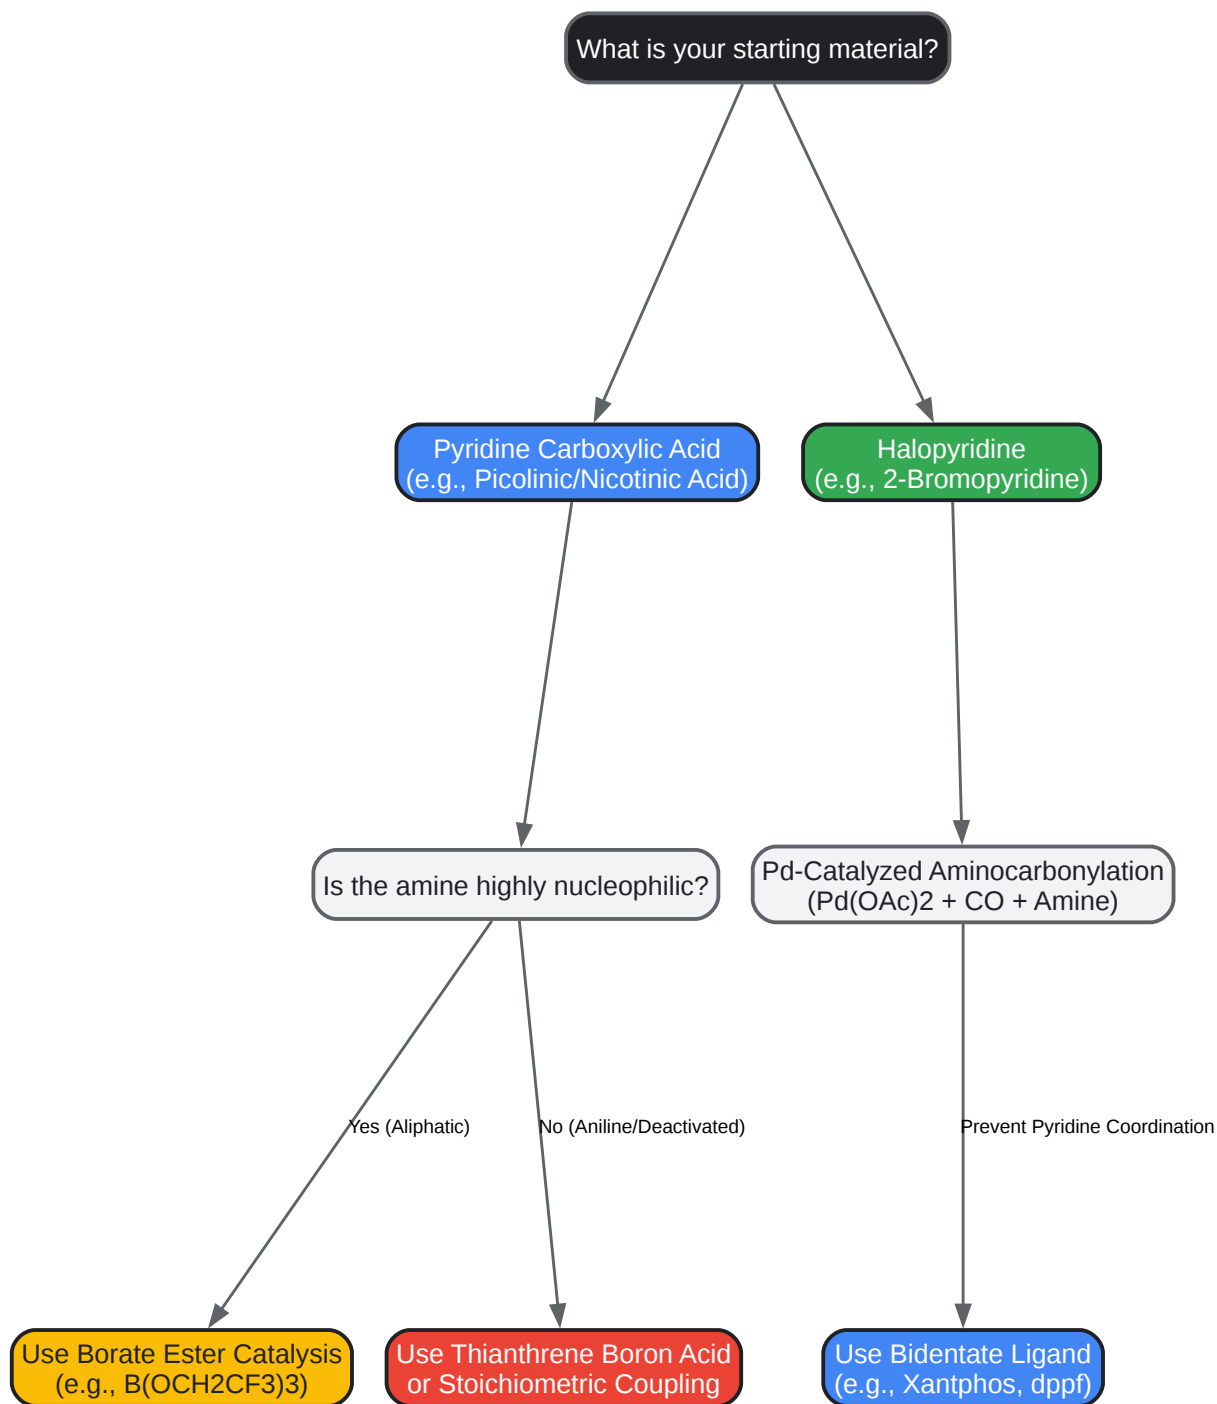 What is your starting material?
Pyridine Carboxylic Acid
(e.g., Picolinic/Nicotinic Acid)
Halopyridine
(e.g., 2-Bromopyridine)
Is the amine highly nucleophilic?
Pd-Catalyzed Aminocarbonylation
(Pd(OAc)2 + CO + Amine)
Yes (Aliphatic)
No (Aniline/Deactivated)
Prevent Pyridine Coordination
Use Borate Ester Catalysis
(e.g., B(OCH2CF3)3)
Use Thianthrene Boron Acid
or Stoichiometric Coupling
Use Bidentate Ligand
(e.g., Xantphos, dppf)